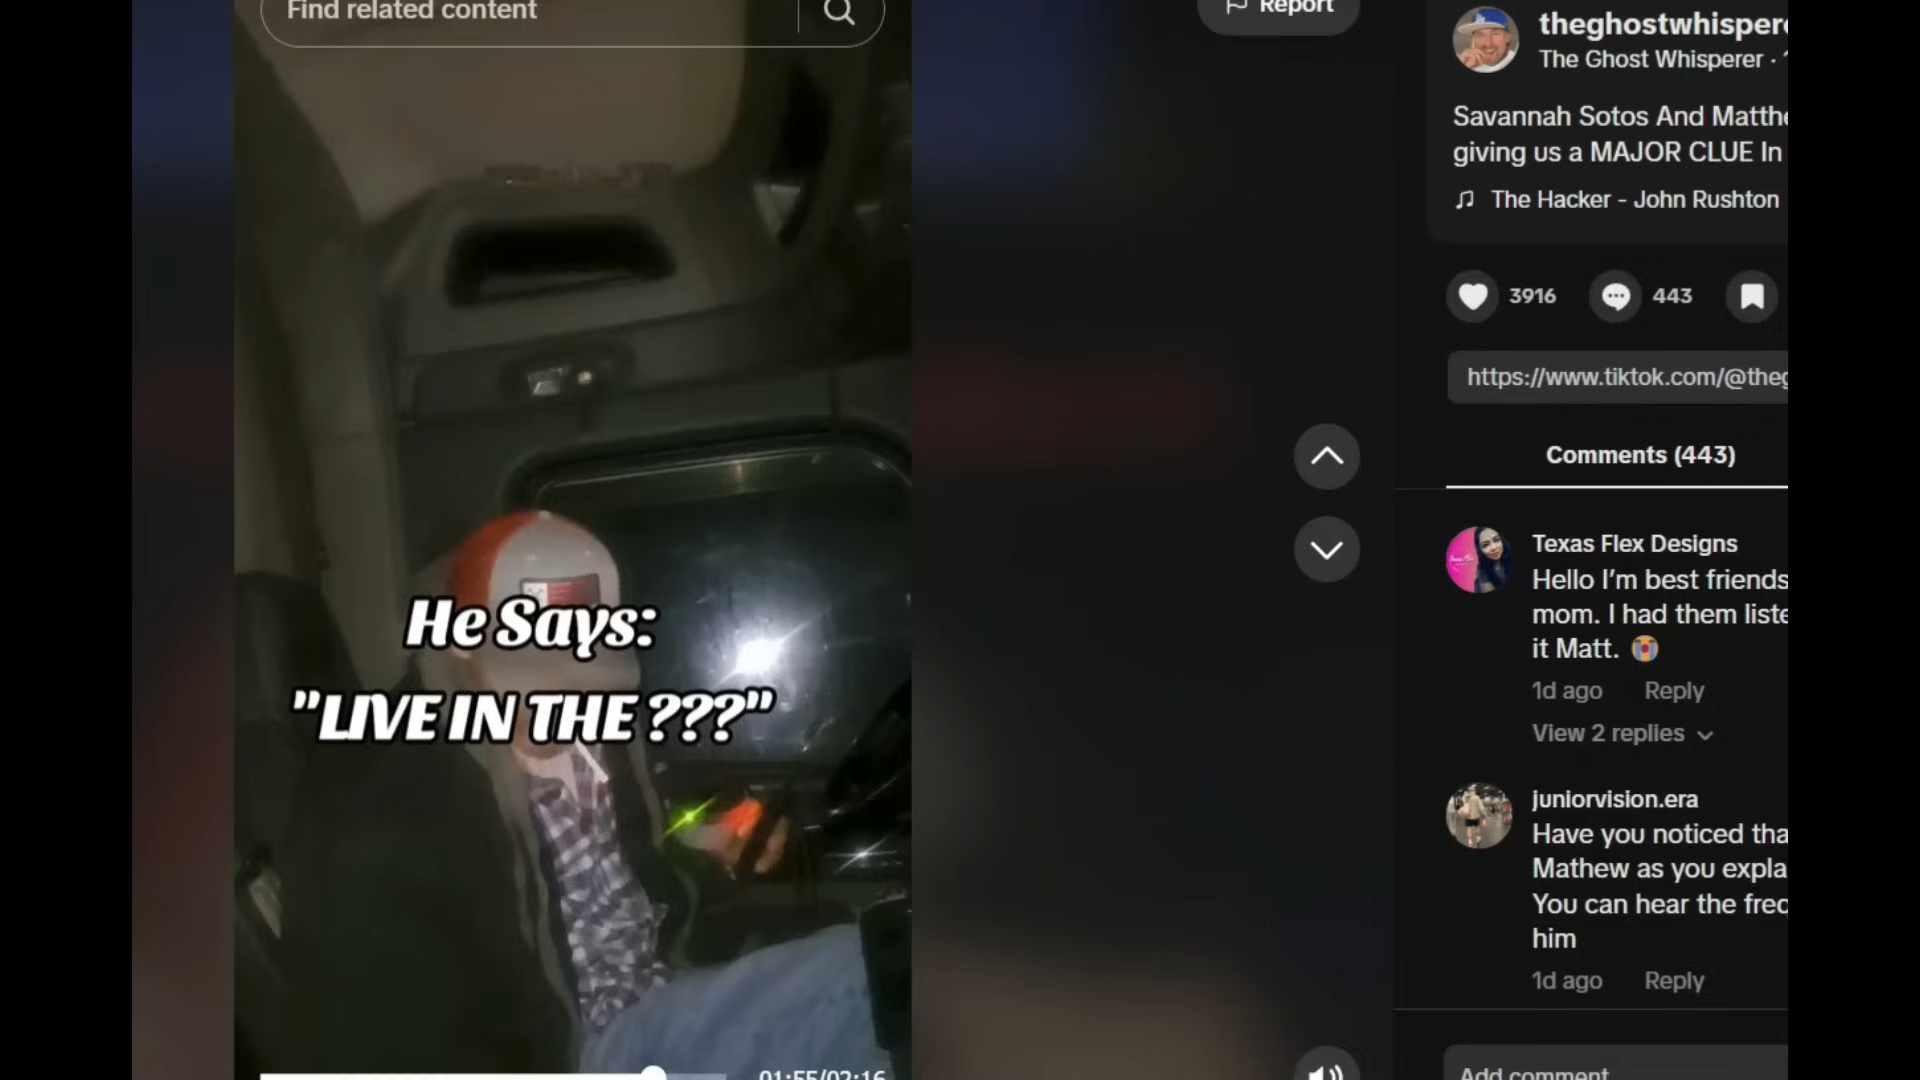 Find related content
Report
theghostwhispere
The Ghost Whisperer ·
Savannah Sotos And Matthe
giving us a MAJOR CLUE In
The Hacker - John Rushton
3916
443
https://www.tiktok.com/@theg
Comments (443)
Texas Flex Designs
Hello I'm best friends
mom. I had them liste
it Matt. 😭
1d ago Reply
View 2 replies
juniorvision.era
Have you noticed tha
Mathew as you expla
You can hear the freq
him
1d ago Reply
Add comment
He Says:
"LIVE IN THE ???"
01:55/02:16